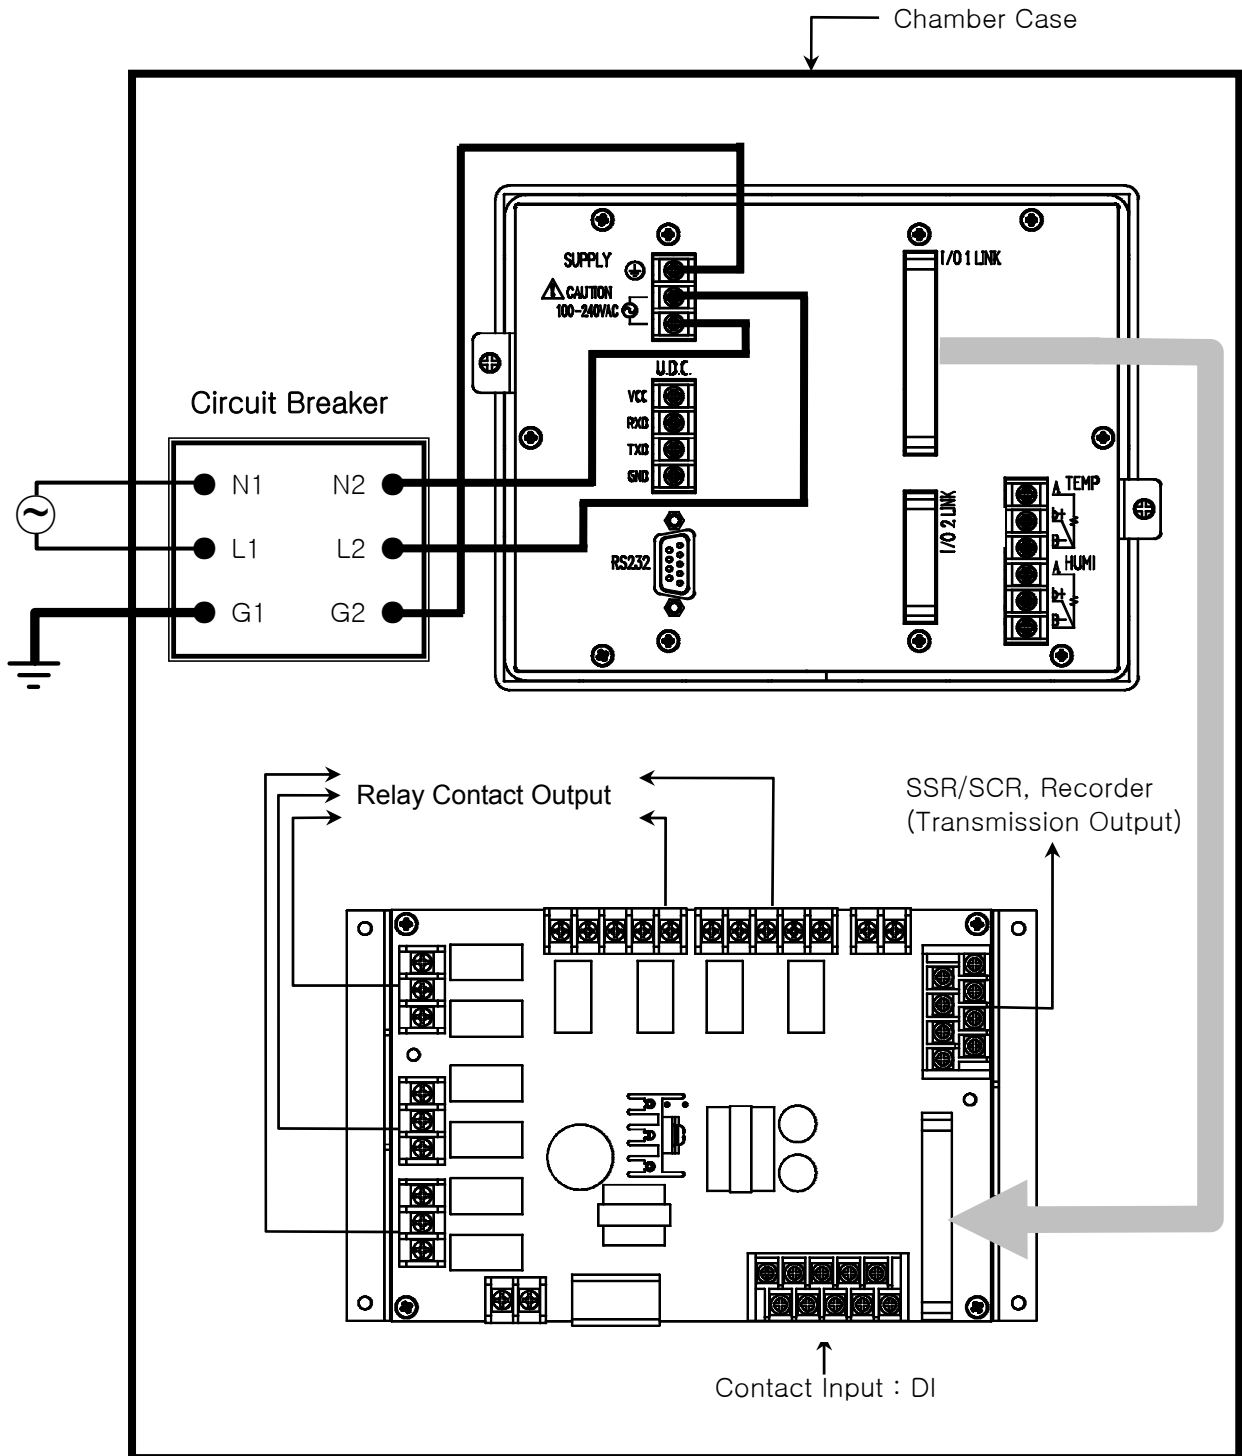 Chamber Case
SUPPLY
CAUTION
100-240VAC
I/O 1 LINK
U.D.C.
VCC
RXD
TXD
GND
RS232
I/O 2 LINK
A TEMP
B
A HUMI
B
Circuit Breaker
N1 N2
L1 L2
G1 G2
Relay Contact Output
SSR/SCR, Recorder
(Transmission Output)
Contact Input : DI